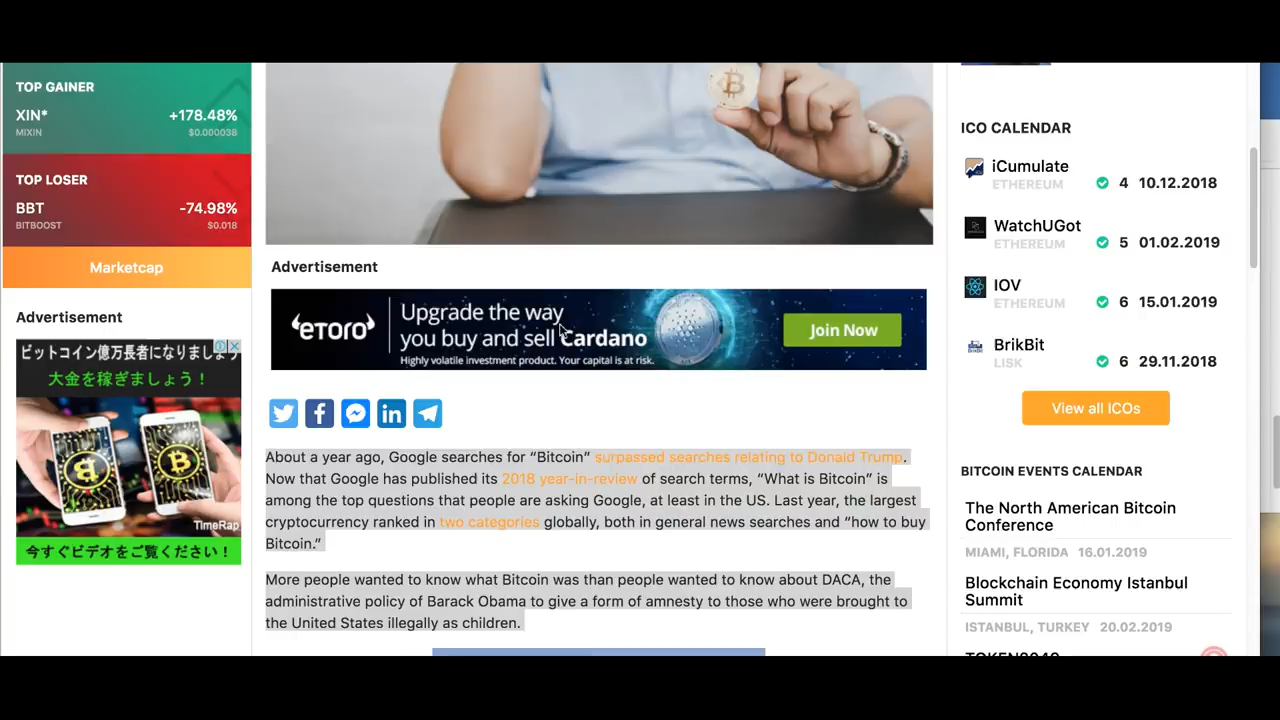 TOP GAINER
XIN*
+178.48%
MIXIN
$0.000038
TOP LOSER
BBT
-74.98%
BITBOOST
$0.018
Marketcap
Advertisement
ビットコイン億万長者になりましょう
大金を稼ぎましょう！
TimeRap
今すぐビデオをご覧ください！
Advertisement
eToro
Upgrade the way
you buy and sell Cardano
Highly volatile investment product. Your capital is at risk.
Join Now
About a year ago, Google searches for “Bitcoin” surpassed searches relating to Donald Trump.
Now that Google has published its 2018 year-in-review of search terms, “What is Bitcoin” is
among the top questions that people are asking Google, at least in the US. Last year, the largest
cryptocurrency ranked in two categories globally, both in general news searches and “how to buy
Bitcoin.”
More people wanted to know what Bitcoin was than people wanted to know about DACA, the
administrative policy of Barack Obama to give a form of amnesty to those who were brought to
the United States illegally as children.
ICO CALENDAR
iCumulate
ETHEREUM
4 10.12.2018
WatchUGot
ETHEREUM
5 01.02.2019
IOV
ETHEREUM
6 15.01.2019
BrikBit
LISK
6 29.11.2018
View all ICOs
BITCOIN EVENTS CALENDAR
The North American Bitcoin
Conference
MIAMI, FLORIDA 16.01.2019
Blockchain Economy Istanbul
Summit
ISTANBUL, TURKEY 20.02.2019
TOKEN2049